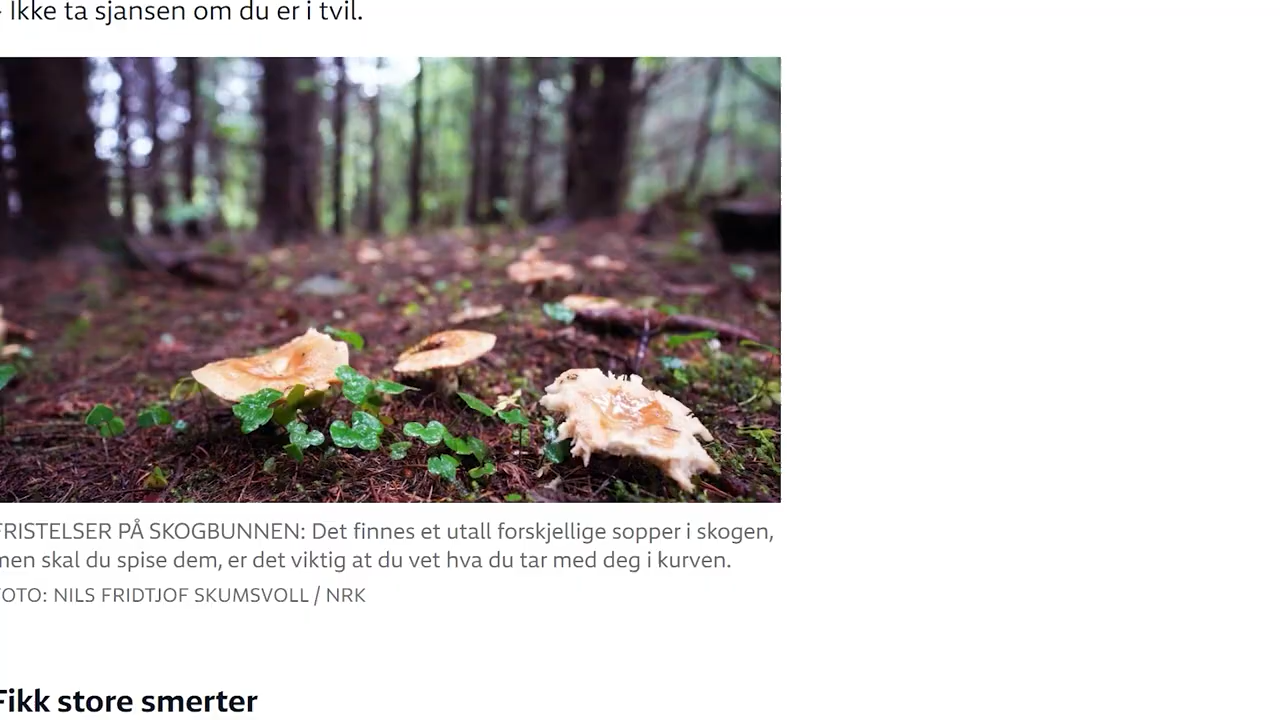 - Ikke ta sjansen om du er i tvil.
FRISTELSER PÅ SKOGBUNNEN: Det finnes et utall forskjellige sopper i skogen,
men skal du spise dem, er det viktig at du vet hva du tar med deg i kurven.
FOTO: NILS FRIDTJOF SKUMSVOLL / NRK
Fikk store smerter